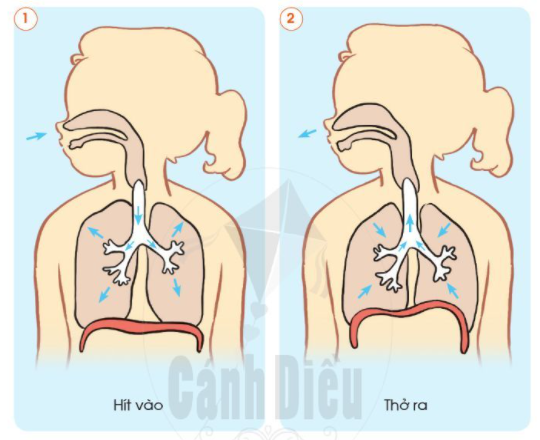 1
2
Hít vào
Thở ra
Cánh Diều